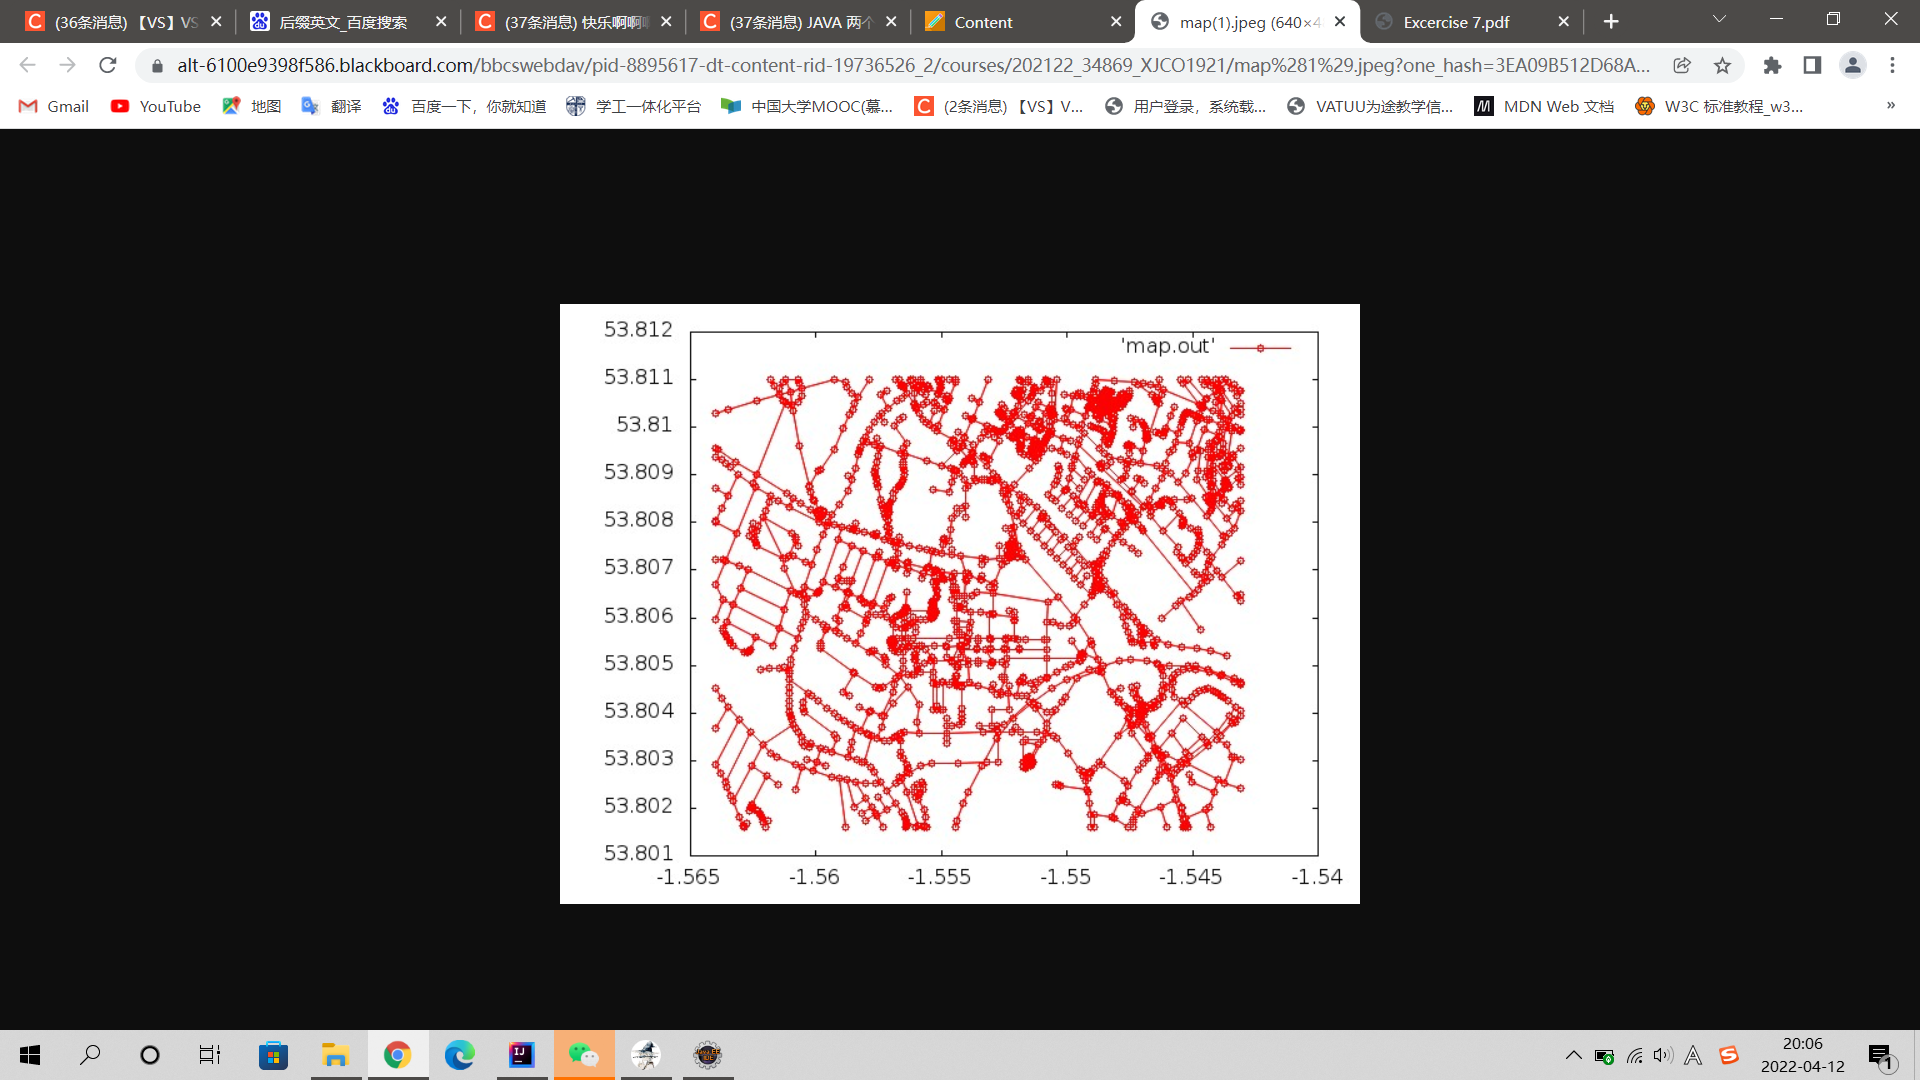 (36条消息) 【VS】VS
后缀英文_百度搜索
(37条消息) 快乐啊啊
(37条消息) JAVA 两个
Content
map(1).jpeg (640×4
Excercise 7.pdf
alt-6100e9398f586.blackboard.com/bbcswebdav/pid-8895617-dt-content-rid-19736526_2/courses/202122_34869_XJCO1921/map%281%29.jpeg?one_hash=3EA09B512D68A...
Gmail
YouTube
地图
翻译
百度一下，你就知道
学工一体化平台
中国大学MOOC(慕...
(2条消息) 【VS】V...
用户登录，系统载...
VATUU为途教学信...
MDN Web 文档
W3C 标准教程_w3...
'map.out'
53.812
53.811
53.81
53.809
53.808
53.807
53.806
53.805
53.804
53.803
53.802
53.801
-1.565 -1.56 -1.555 -1.55 -1.545 -1.54
20:06
2022-04-12
1